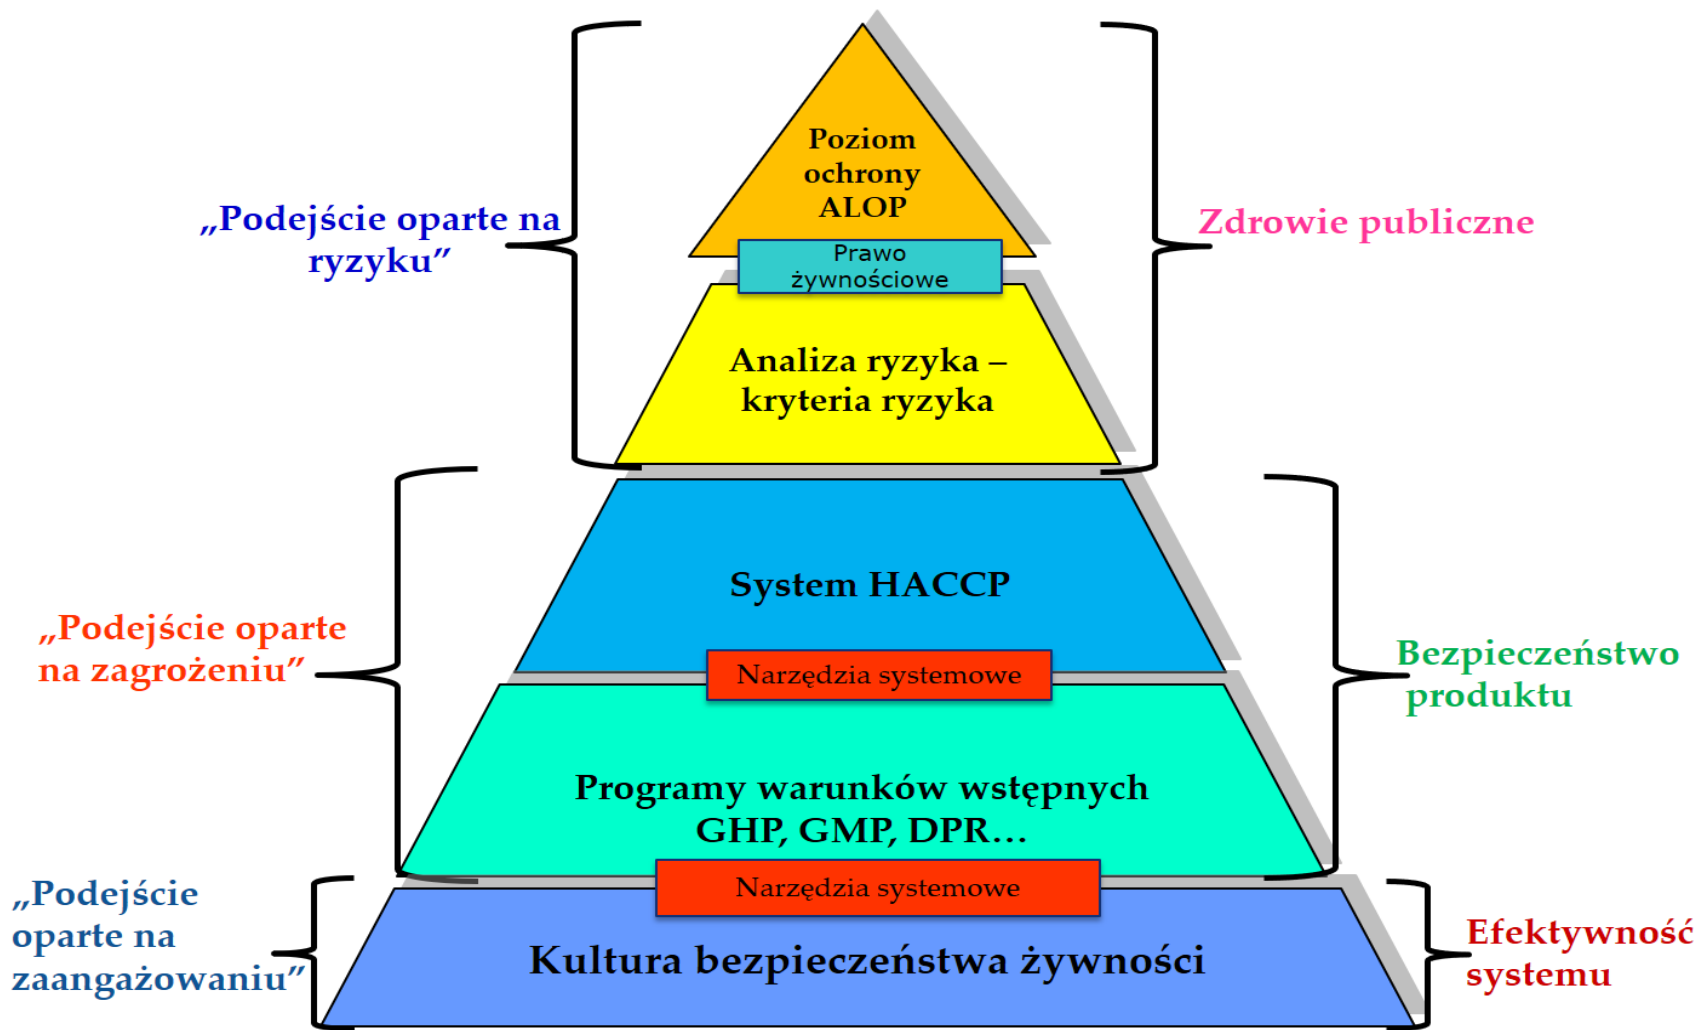 Poziom
ochrony
ALOP
Prawo
żywnościowe
„Podejście oparte na
ryzyku”
Zdrowie publiczne
Analiza ryzyka –
kryteria ryzyka
System HACCP
„Podejście oparte
na zagrożeniu”
Narzędzia systemowe
Bezpieczeństwo
produktu
Programy warunków wstępnych
GHP, GMP, DPR...
Narzędzia systemowe
„Podejście
oparte na
zaangażowaniu”
Kultura bezpieczeństwa żywności
Efektywność
systemu